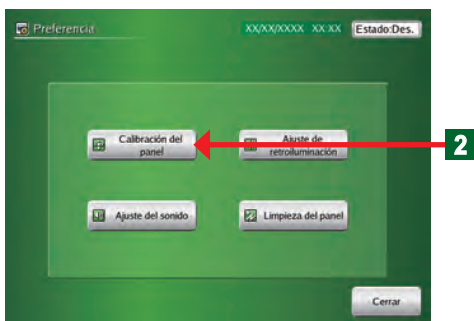 Preferencia
XX/XX/XXXX XX:XX
Estado:Des.
Calibración del
panel
Ajuste de
retroiluminación
2
Ajuste del sonido
Limpieza del panel
Cerrar